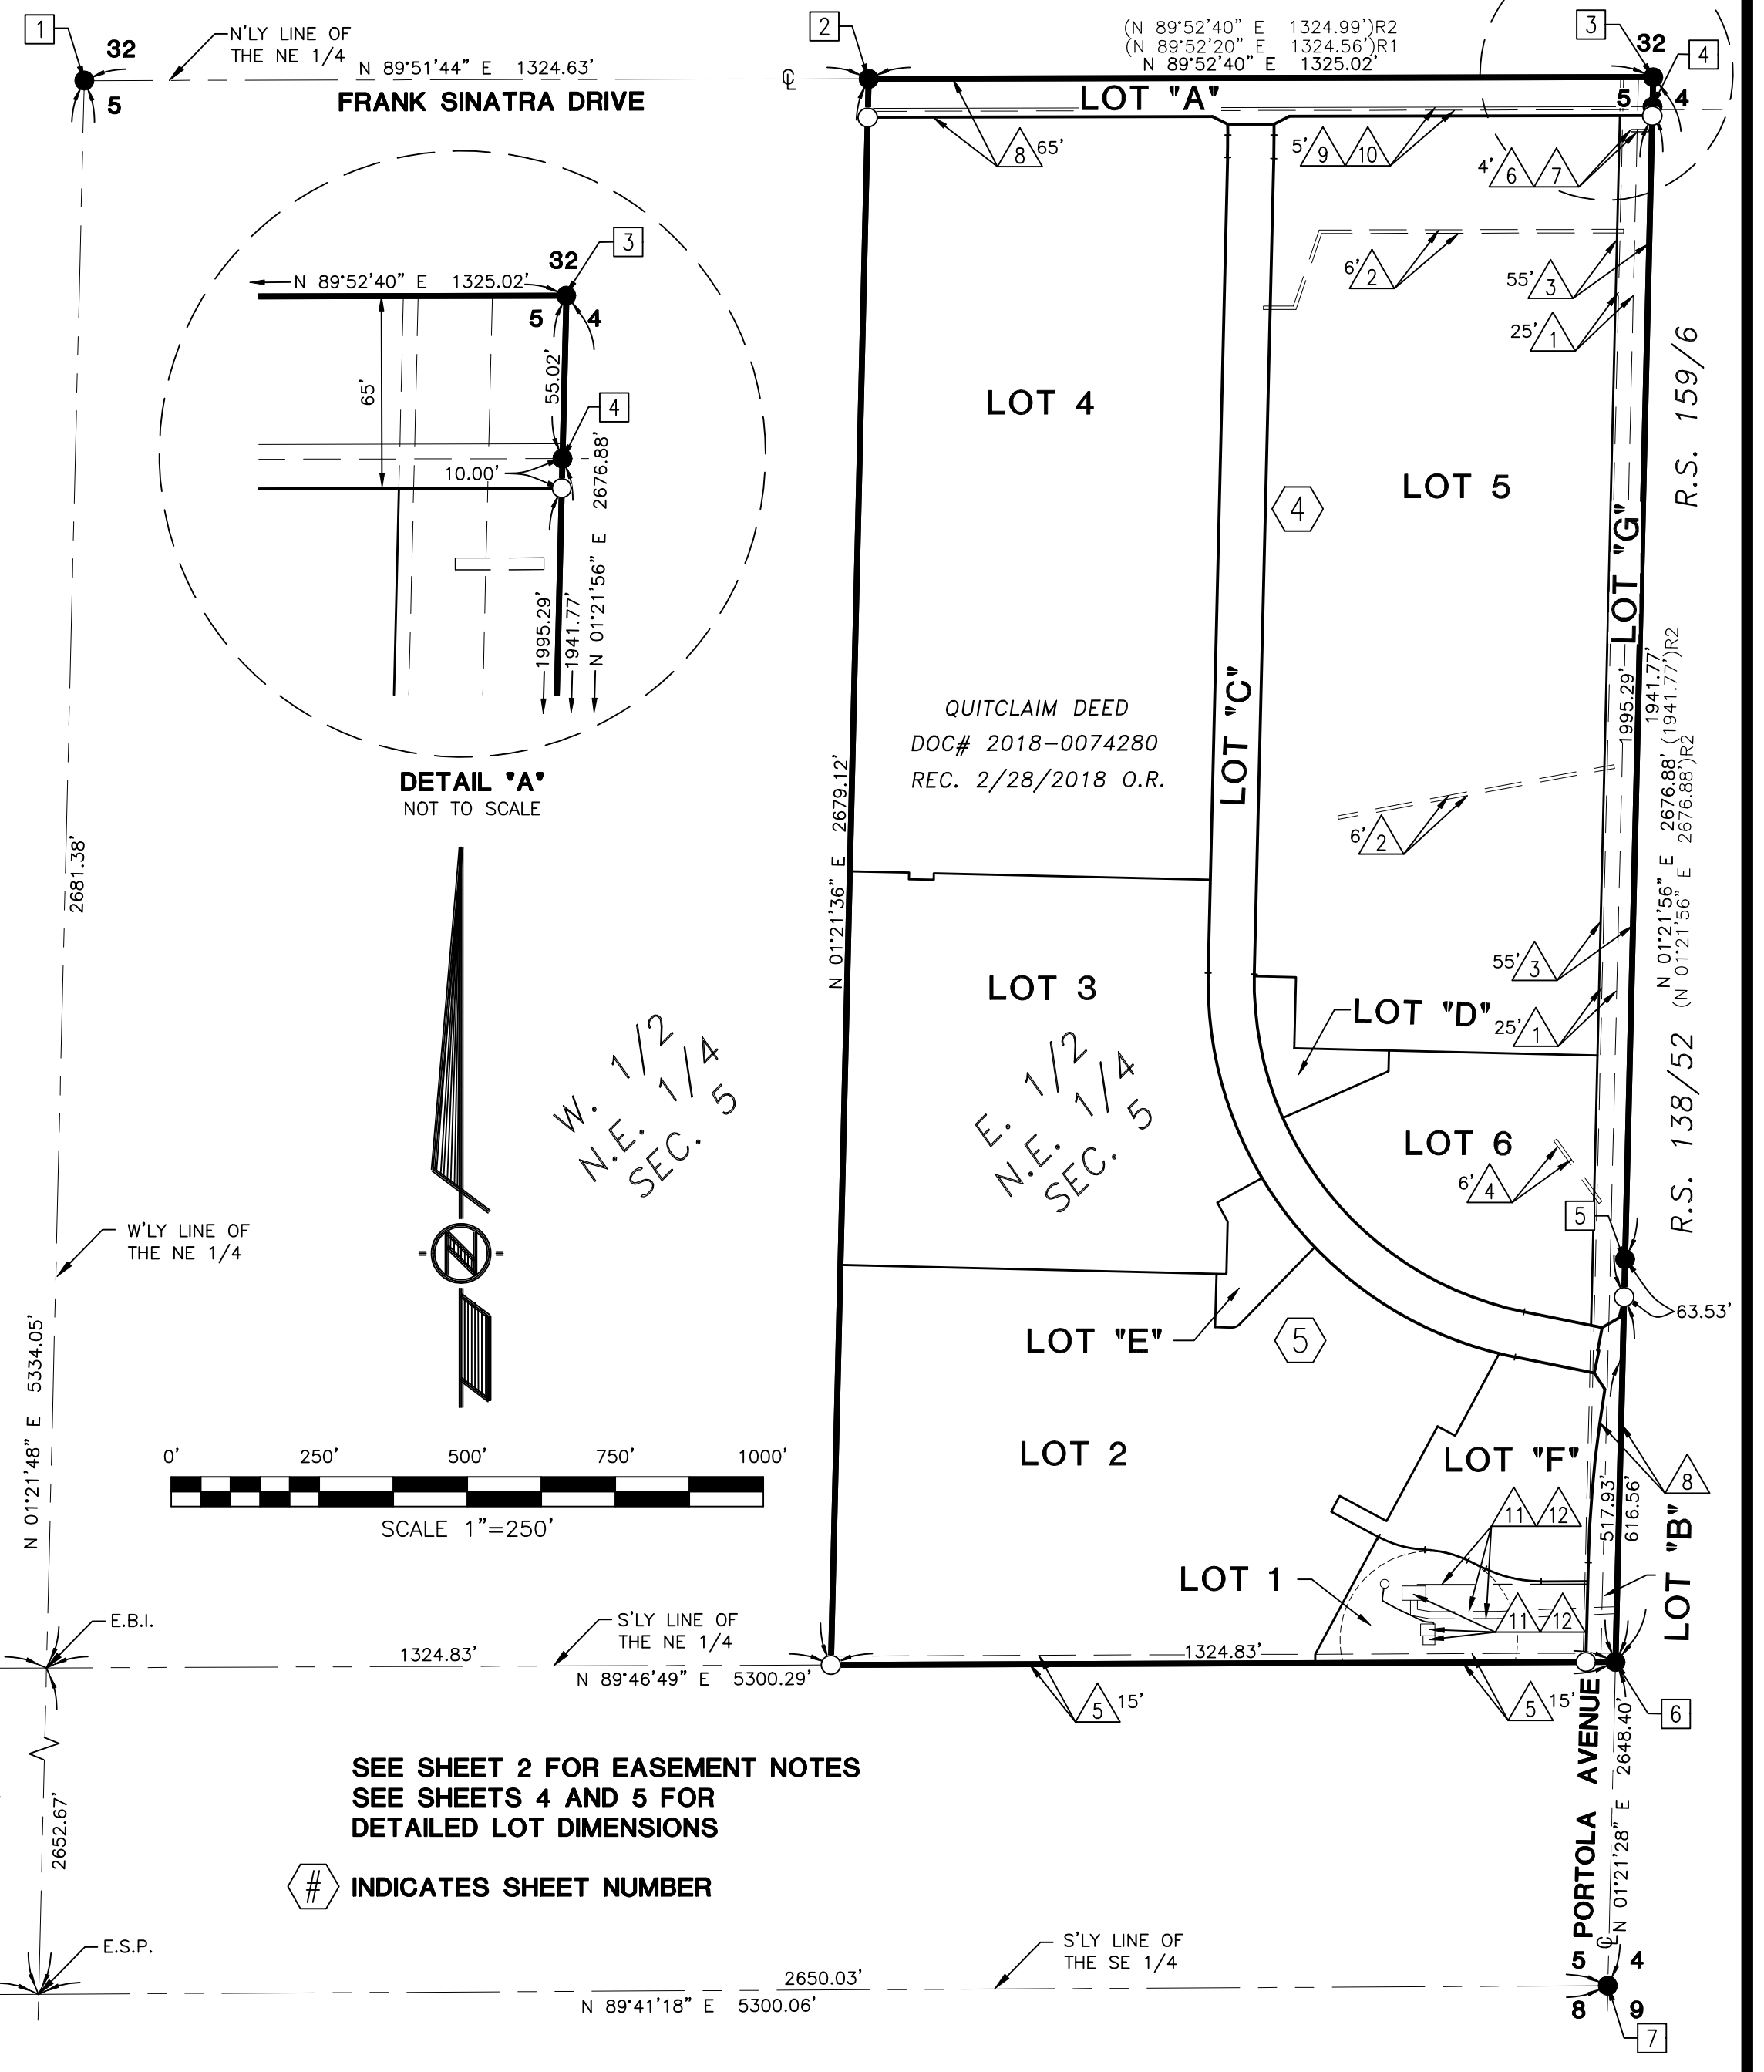 1
32
5
N'LY LINE OF
THE NE 1/4
N 89°51'44" E 1324.63'
FRANK SINATRA DRIVE
℄
2
(N 89°52'40" E 1324.99')R2
(N 89°52'20" E 1324.56')R1
N 89°52'40" E 1325.02'
LOT "A"
3
32
4
5
4
8
65'
5'
9
10
4'
6
7
3
32
N 89°52'40" E 1325.02'
5
4
65'
55.02'
4
10.00'
2676.88'
N 01°21'56" E
1995.29'
1941.77'
DETAIL "A"
NOT TO SCALE
6'
2
55'
3
25'
1
R.S. 159/6
LOT 4
4
LOT 5
LOT "G"
LOT "C"
QUITCLAIM DEED
DOC# 2018-0074280
REC. 2/28/2018 O.R.
1995.29'
1941.77'
(1941.77')R2
N 01°21'56" E 2676.88'
(N 01°21'56" E 2676.88')R2
6'
2
2681.38'
N 01°21'36" E 2679.12'
55'
3
25'
1
LOT 3
LOT "D"
W. 1/2
N.E. 1/4
SEC. 5
E. 1/2
N.E. 1/4
SEC. 5
R.S. 138/52
LOT 6
6'
4
5
63.53'
W'LY LINE OF
THE NE 1/4
N
LOT "E"
5
N 01°21'48" E 5334.05'
0'
250'
500'
750'
1000'
SCALE 1"=250'
LOT 2
LOT "F"
8
11
12
517.93'
616.56'
LOT "B"
LOT 1
11
12
E.B.I.
S'LY LINE OF
THE NE 1/4
1324.83'
N 89°46'49" E 5300.29'
1324.83'
5
15'
5
15'
6
PORTOLA AVENUE
℄
N 01°21'28" E 2648.40'
SEE SHEET 2 FOR EASEMENT NOTES
SEE SHEETS 4 AND 5 FOR
DETAILED LOT DIMENSIONS
# INDICATES SHEET NUMBER
2652.67'
E.S.P.
S'LY LINE OF
THE SE 1/4
2650.03'
N 89°41'18" E 5300.06'
5
4
8
9
7